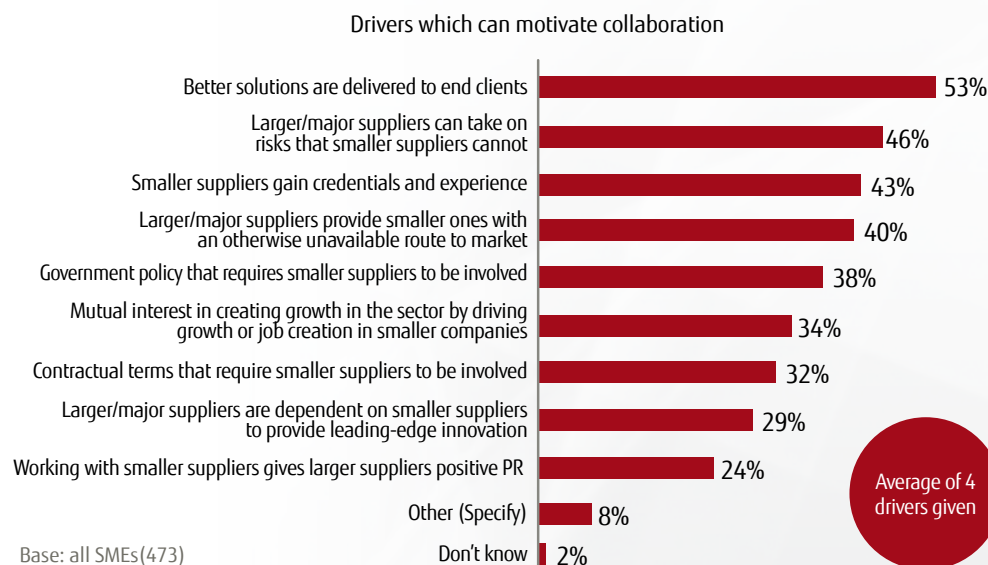 Drivers which can motivate collaboration
Better solutions are delivered to end clients
53%
Larger/major suppliers can take on
risks that smaller suppliers cannot
46%
Smaller suppliers gain credentials and experience
43%
Larger/major suppliers provide smaller ones with
an otherwise unavailable route to market
40%
Government policy that requires smaller suppliers to be involved
38%
Mutual interest in creating growth in the sector by driving
growth or job creation in smaller companies
34%
Contractual terms that require smaller suppliers to be involved
32%
Larger/major suppliers are dependent on smaller suppliers
to provide leading-edge innovation
29%
Working with smaller suppliers gives larger suppliers positive PR
24%
Other (Specify)
8%
Don't know
2%
Average of 4
drivers given
Base: all SMEs(473)